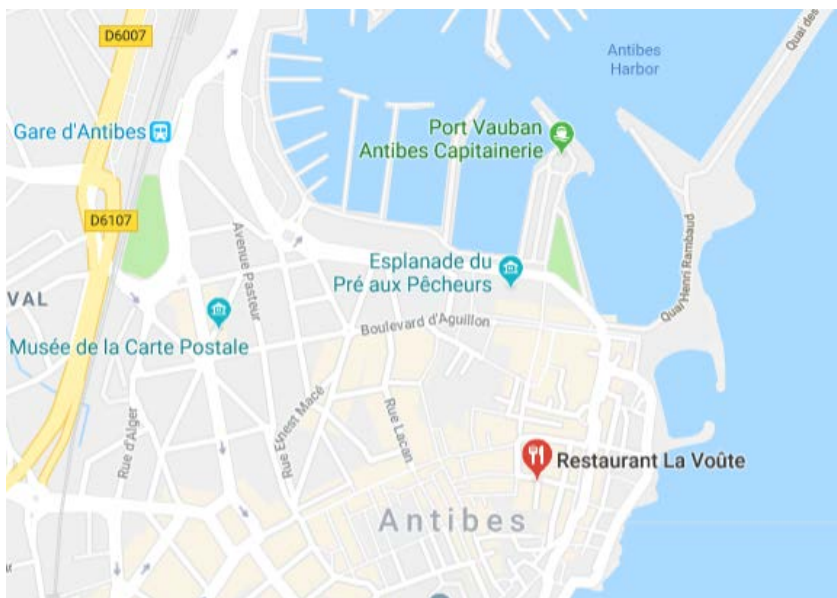 D6007
Quai des
Antibes
Harbor
Gare d'Antibes
Port Vauban
Antibes Capitainerie
D6107
Avenue Pasteur
Esplanade du
Pré aux Pêcheurs
Quai Henri Rambaud
VAL
Boulevard d'Aguillon
Musée de la Carte Postale
Rue d'Alger
Rue Ernest Macé
Rue Lacan
Restaurant La Voûte
Antibes